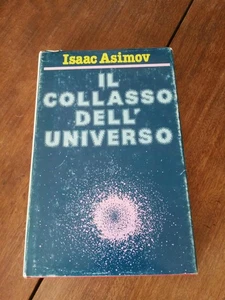 Isaac Asimov
IL
COLLASSO
DELL'
UNIVERSO